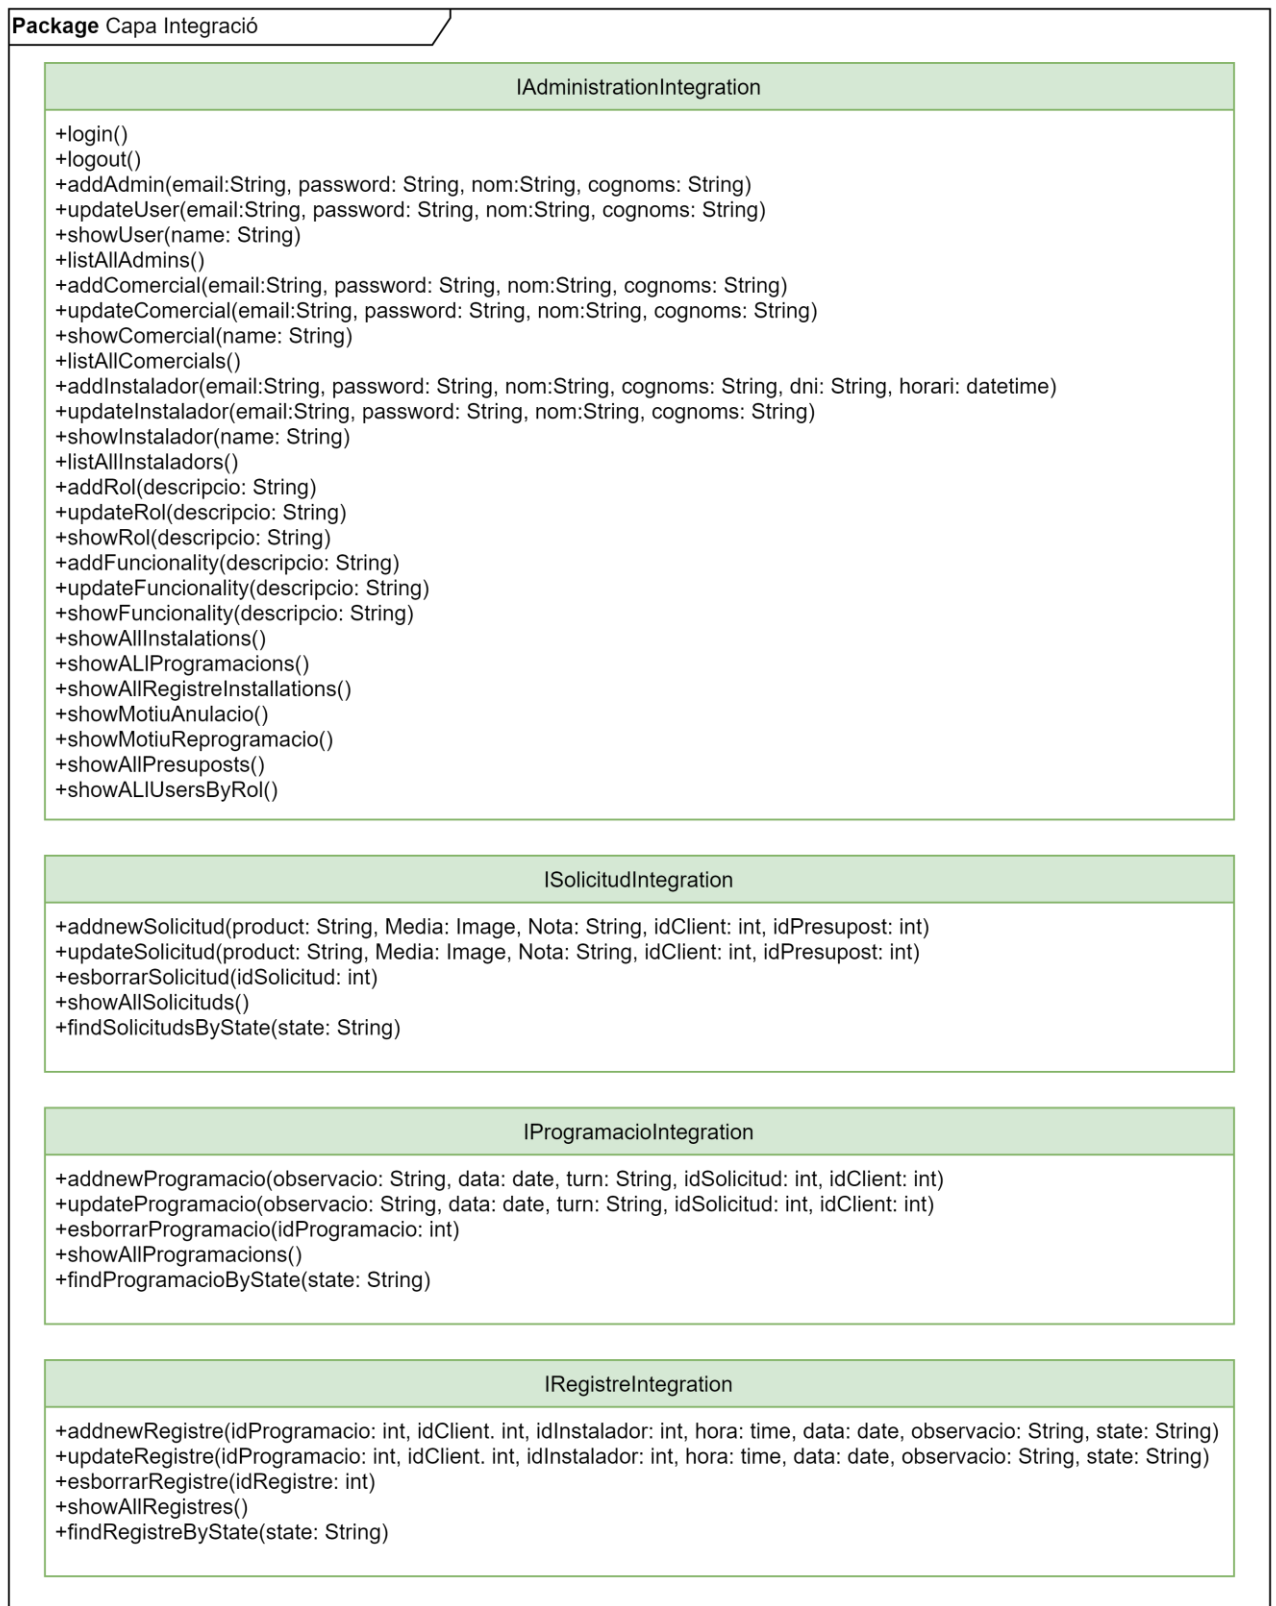 Package Capa Integració
IAdministrationIntegration
+login()
+logout()
+addAdmin(email:String, password: String, nom:String, cognoms: String)
+updateUser(email:String, password: String, nom:String, cognoms: String)
+showUser(name: String)
+listAllAdmins()
+addComercial(email:String, password: String, nom:String, cognoms: String)
+updateComercial(email:String, password: String, nom:String, cognoms: String)
+showComercial(name: String)
+listAllComercials()
+addInstalador(email:String, password: String, nom:String, cognoms: String, dni: String, horari: datetime)
+updateInstalador(email:String, password: String, nom:String, cognoms: String)
+showInstalador(name: String)
+listAllInstaladors()
+addRol(descripcio: String)
+updateRol(descripcio: String)
+showRol(descripcio: String)
+addFuncionality(descripcio: String)
+updateFuncionality(descripcio: String)
+showFuncionality(descripcio: String)
+showAllInstalations()
+showALlProgramacions()
+showAllRegistreInstallations()
+showMotiuAnulacio()
+showMotiuReprogramacio()
+showAllPresuposts()
+showALlUsersByRol()
ISolicitudIntegration
+addnewSolicitud(product: String, Media: Image, Nota: String, idClient: int, idPresupost: int)
+updateSolicitud(product: String, Media: Image, Nota: String, idClient: int, idPresupost: int)
+esborrarSolicitud(idSolicitud: int)
+showAllSolicituds()
+findSolicitudsByState(state: String)
IProgramacioIntegration
+addnewProgramacio(observacio: String, data: date, turn: String, idSolicitud: int, idClient: int)
+updateProgramacio(observacio: String, data: date, turn: String, idSolicitud: int, idClient: int)
+esborrarProgramacio(idProgramacio: int)
+showAllProgramacions()
+findProgramacioByState(state: String)
IRegistreIntegration
+addnewRegistre(idProgramacio: int, idClient. int, idInstalador: int, hora: time, data: date, observacio: String, state: String)
+updateRegistre(idProgramacio: int, idClient. int, idInstalador: int, hora: time, data: date, observacio: String, state: String)
+esborrarRegistre(idRegistre: int)
+showAllRegistres()
+findRegistreByState(state: String)